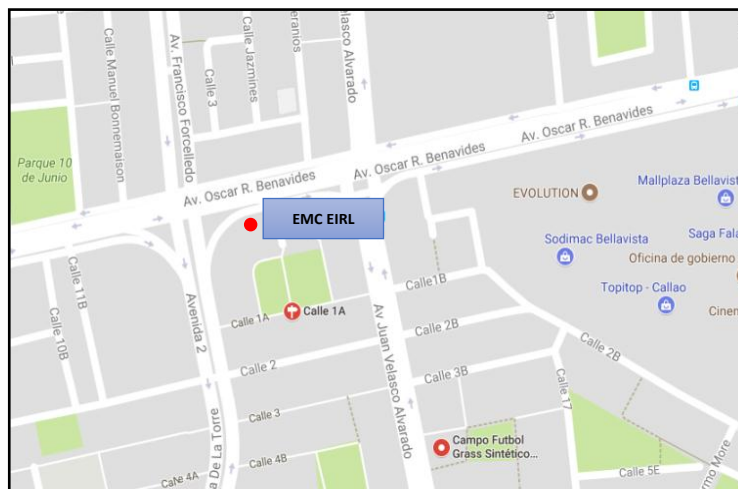 Calle Manuel Bonnemaison
Av. Francisco Forcelledo
Calle 3
Calle Jazmines
eranios
Velasco Alvarado
Parque 10
de Junio
Av. Oscar R. Benavides
Av. Oscar R. Benavides
Av. Oscar R. Benavides
EMC EIRL
EVOLUTION
Mallplaza Bellavista
Sodimac Bellavista
Saga Fala
Oficina de gobierno
Topitop - Callao
Cinem
Calle 11B
Calle 10B
Avenida 2
Calle 1A
Calle 1A
Calle1B
Calle 2B
Calle 2B
Av Juan Velasco Alvarado
Calle 2
Calle 3B
Calle 3
Calle 17
Campo Futbol
Grass Sintético...
a De La Torre
Calle 4A
Calle 4B
Calle 5E
rmo More